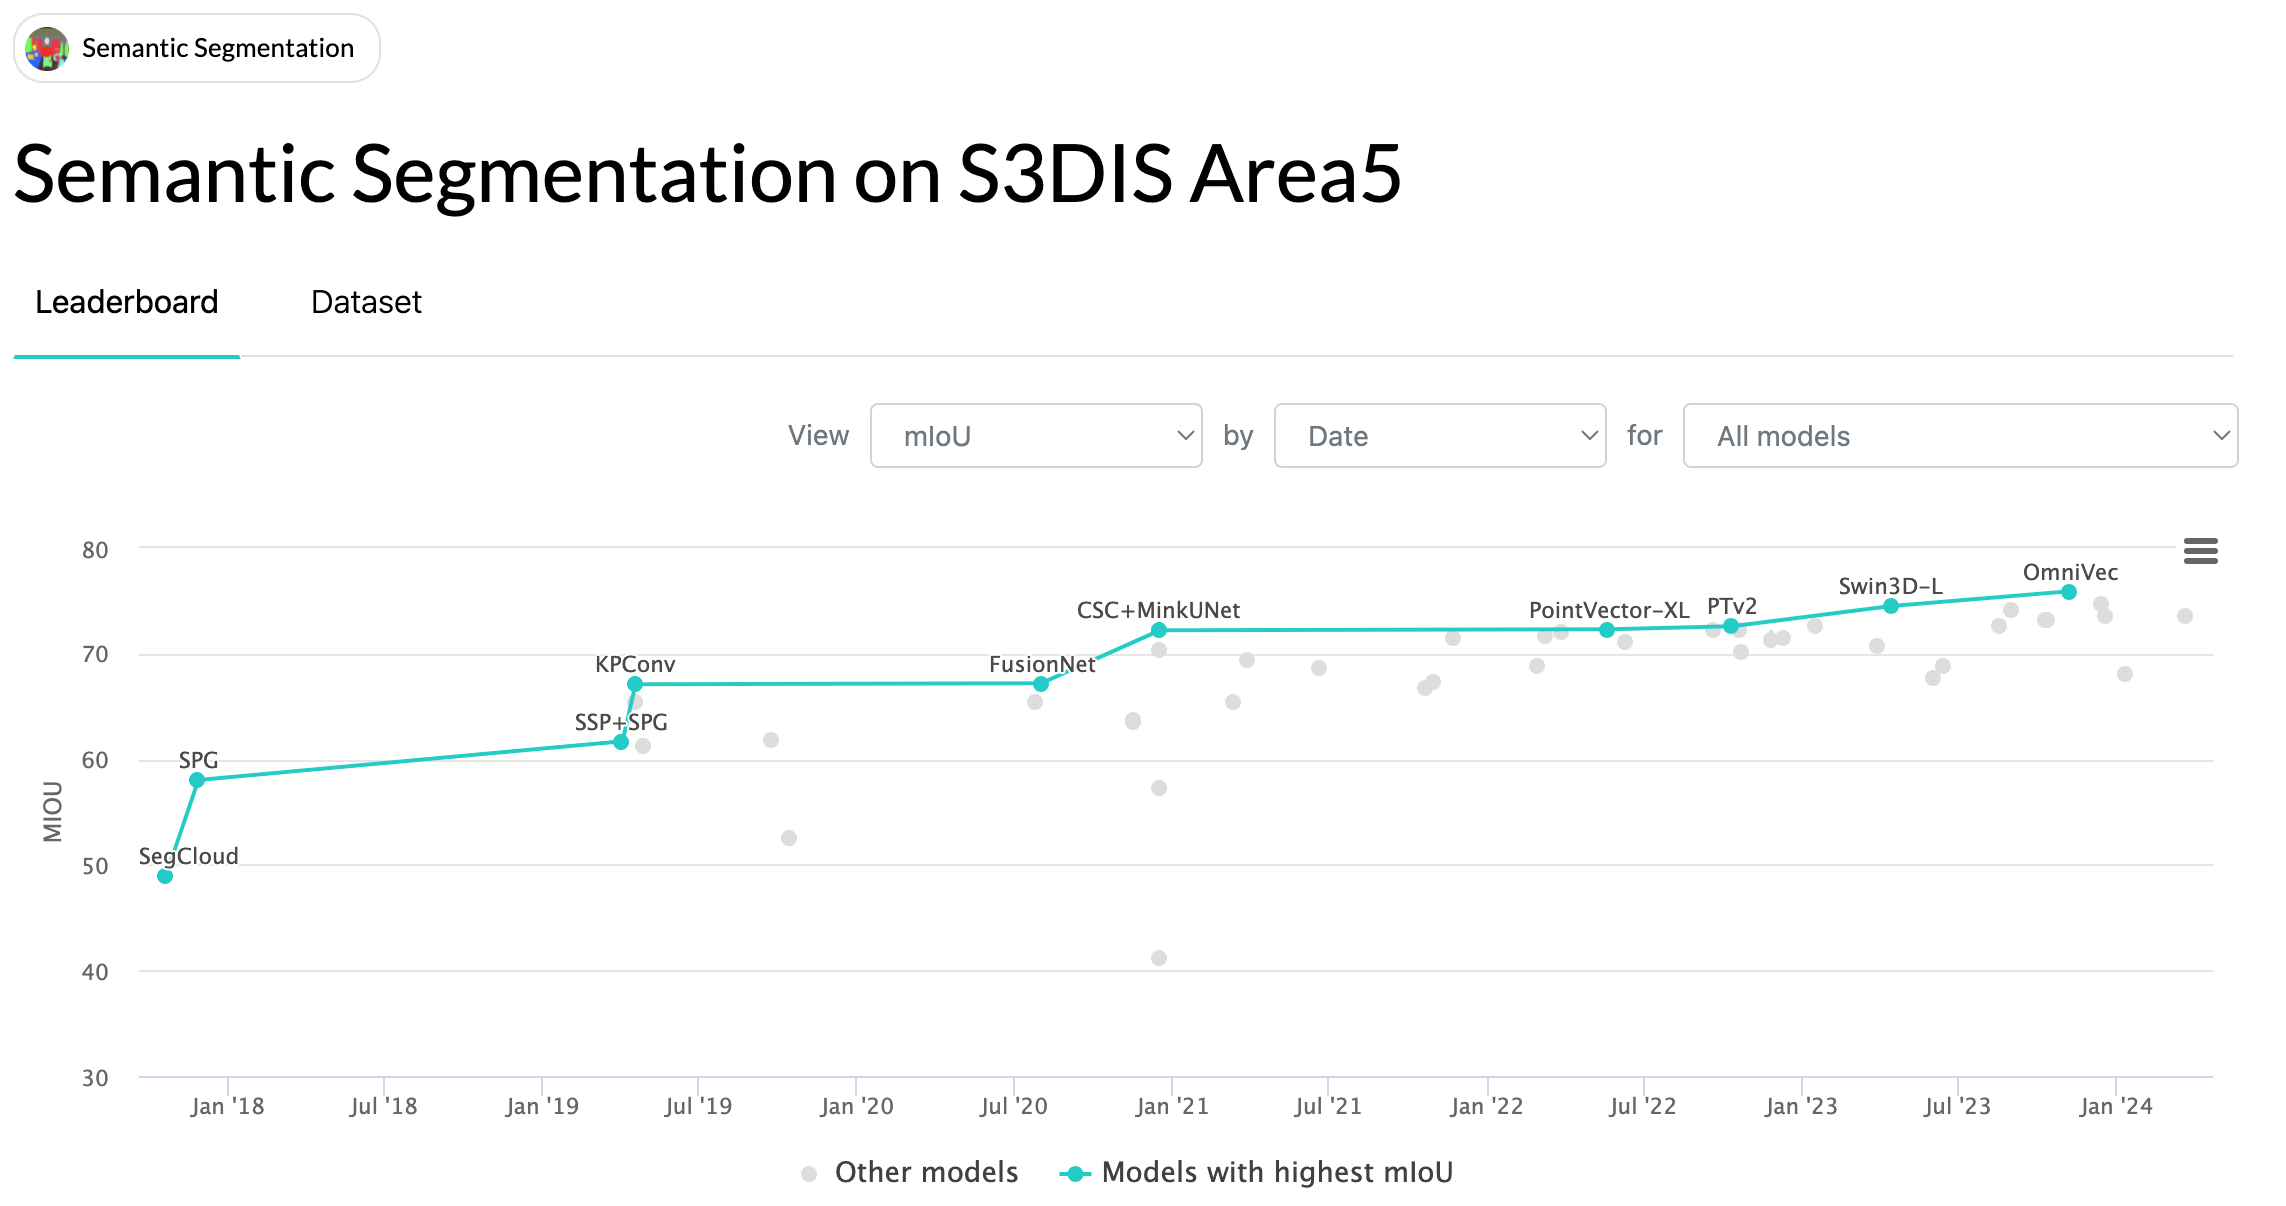 Semantic Segmentation
Semantic Segmentation on S3DIS Area5
Leaderboard Dataset
View mIoU by Date for All models
80
70
60
50
40
30
MIOU
SegCloud
SPG
SSP+SPG
KPConv
FusionNet
CSC+MinkUNet
PointVector-XL
PTv2
Swin3D-L
OmniVec
Jan '18 Jul '18 Jan '19 Jul '19 Jan '20 Jul '20 Jan '21 Jul '21 Jan '22 Jul '22 Jan '23 Jul '23 Jan '24
Other models Models with highest mIoU